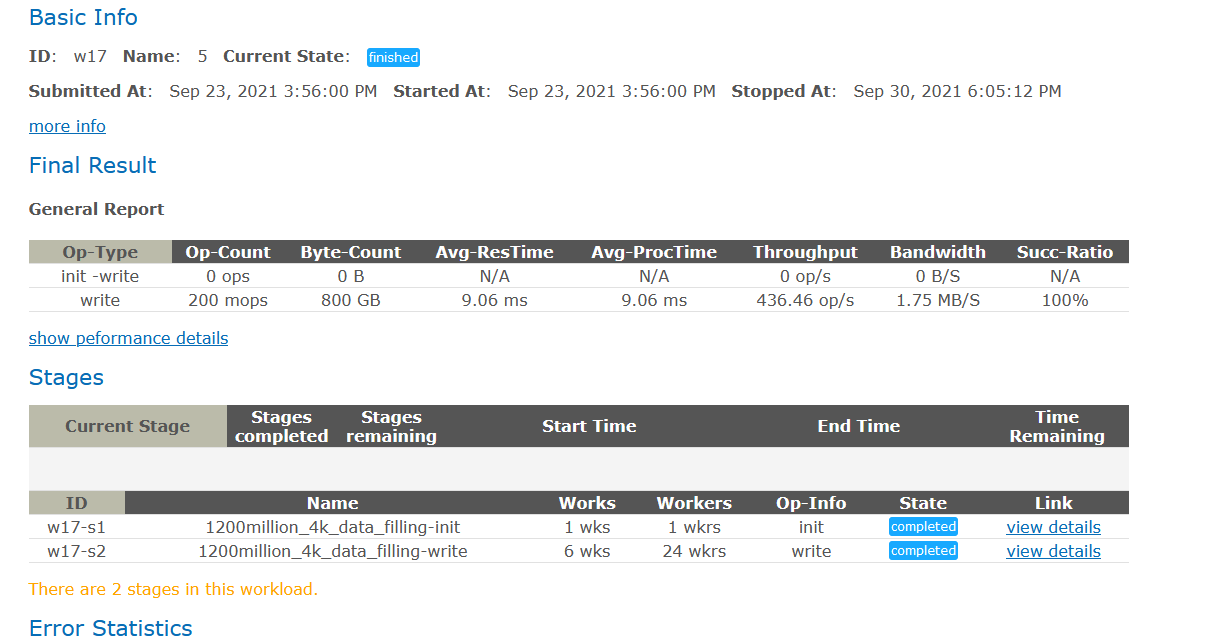 Basic Info
ID: w17 Name: 5 Current State: finished
Submitted At: Sep 23, 2021 3:56:00 PM Started At: Sep 23, 2021 3:56:00 PM Stopped At: Sep 30, 2021 6:05:12 PM
more info
Final Result
General Report
Op-Type Op-Count Byte-Count Avg-ResTime Avg-ProcTime Throughput Bandwidth Succ-Ratio
init -write 0 ops 0 B N/A N/A 0 op/s 0 B/S N/A
write 200 mops 800 GB 9.06 ms 9.06 ms 436.46 op/s 1.75 MB/S 100%
show peformance details
Stages
Current Stage Stages completed Stages remaining Start Time End Time Time Remaining
ID Name Works Workers Op-Info State Link
w17-s1 1200million_4k_data_filling-init 1 wks 1 wkrs init completed view details
w17-s2 1200million_4k_data_filling-write 6 wks 24 wkrs write completed view details
There are 2 stages in this workload.
Error Statistics